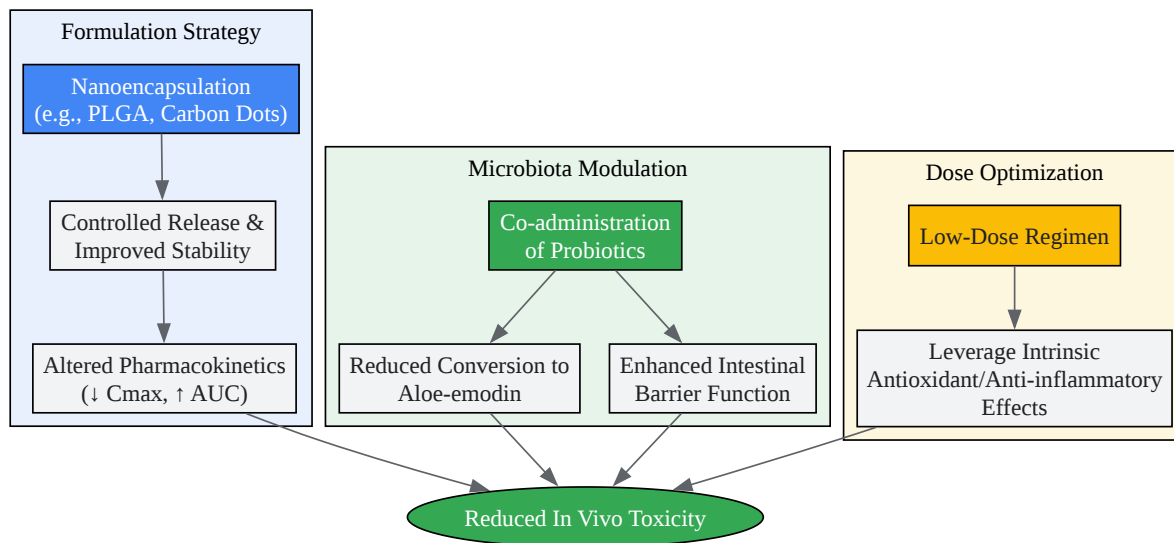 Formulation Strategy
Nanoencapsulation
(e.g., PLGA, Carbon Dots)
Controlled Release &
Improved Stability
Altered Pharmacokinetics
(↓ Cmax, ↑ AUC)
Microbiota Modulation
Co-administration
of Probiotics
Reduced Conversion to
Aloe-emodin
Enhanced Intestinal
Barrier Function
Dose Optimization
Low-Dose Regimen
Leverage Intrinsic
Antioxidant/Anti-inflammatory
Effects
Reduced In Vivo Toxicity